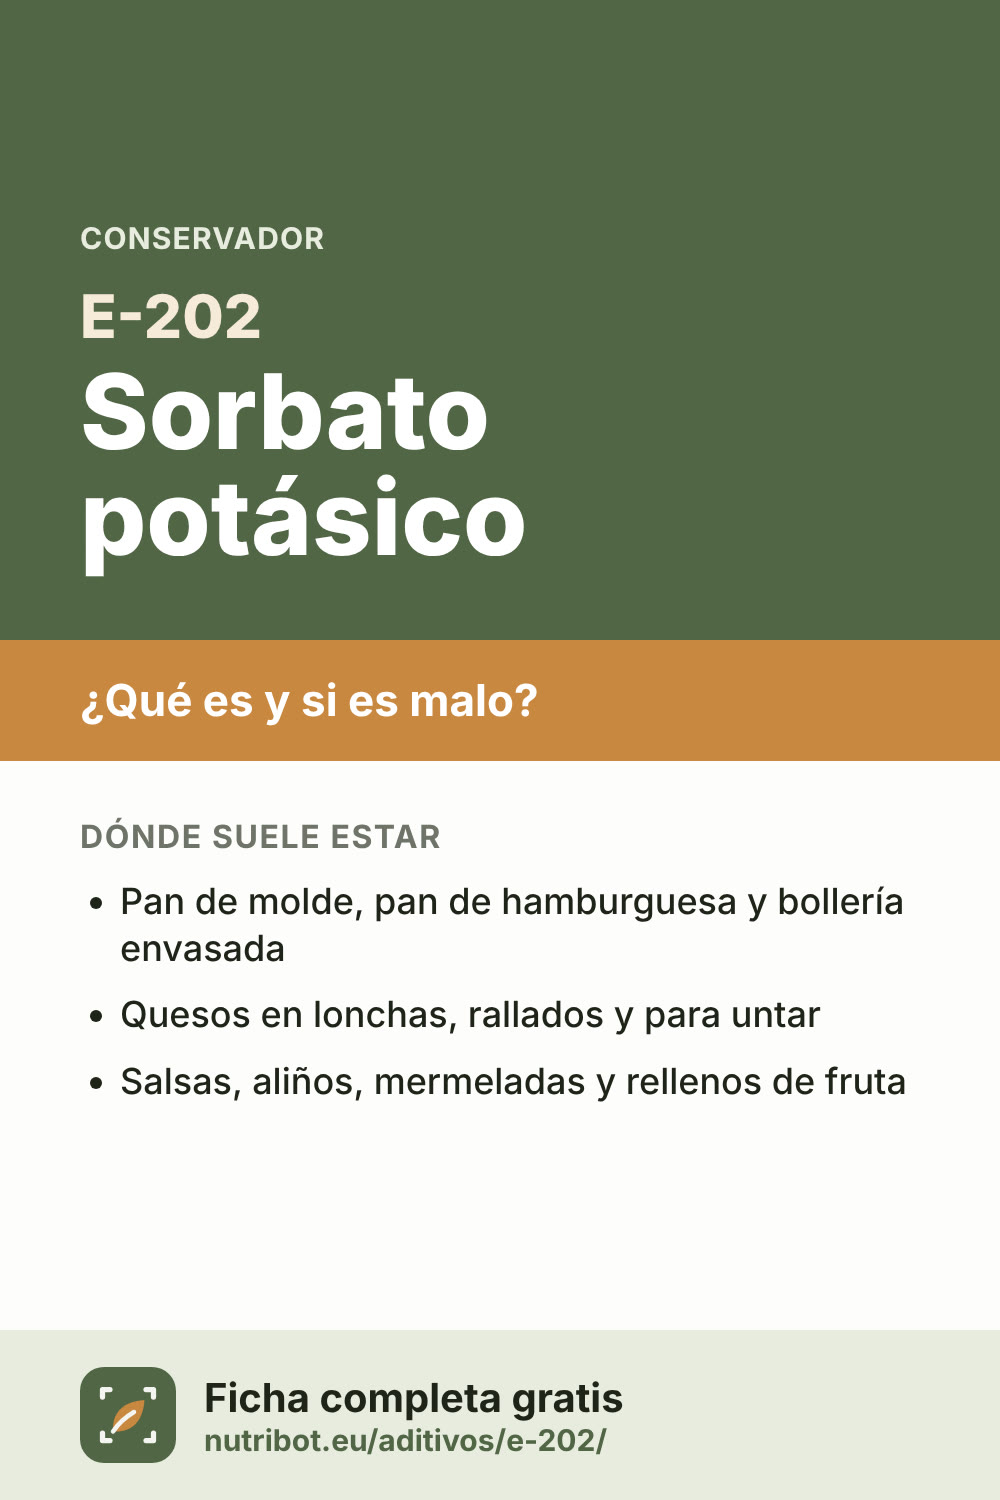 CONSERVADOR
E-202
Sorbato
potásico
¿Qué es y si es malo?
DÓNDE SUELE ESTAR
• Pan de molde, pan de hamburguesa y bollería
envasada
• Quesos en lonchas, rallados y para untar
• Salsas, aliños, mermeladas y rellenos de fruta
Ficha completa gratis
nutribot.eu/aditivos/e-202/